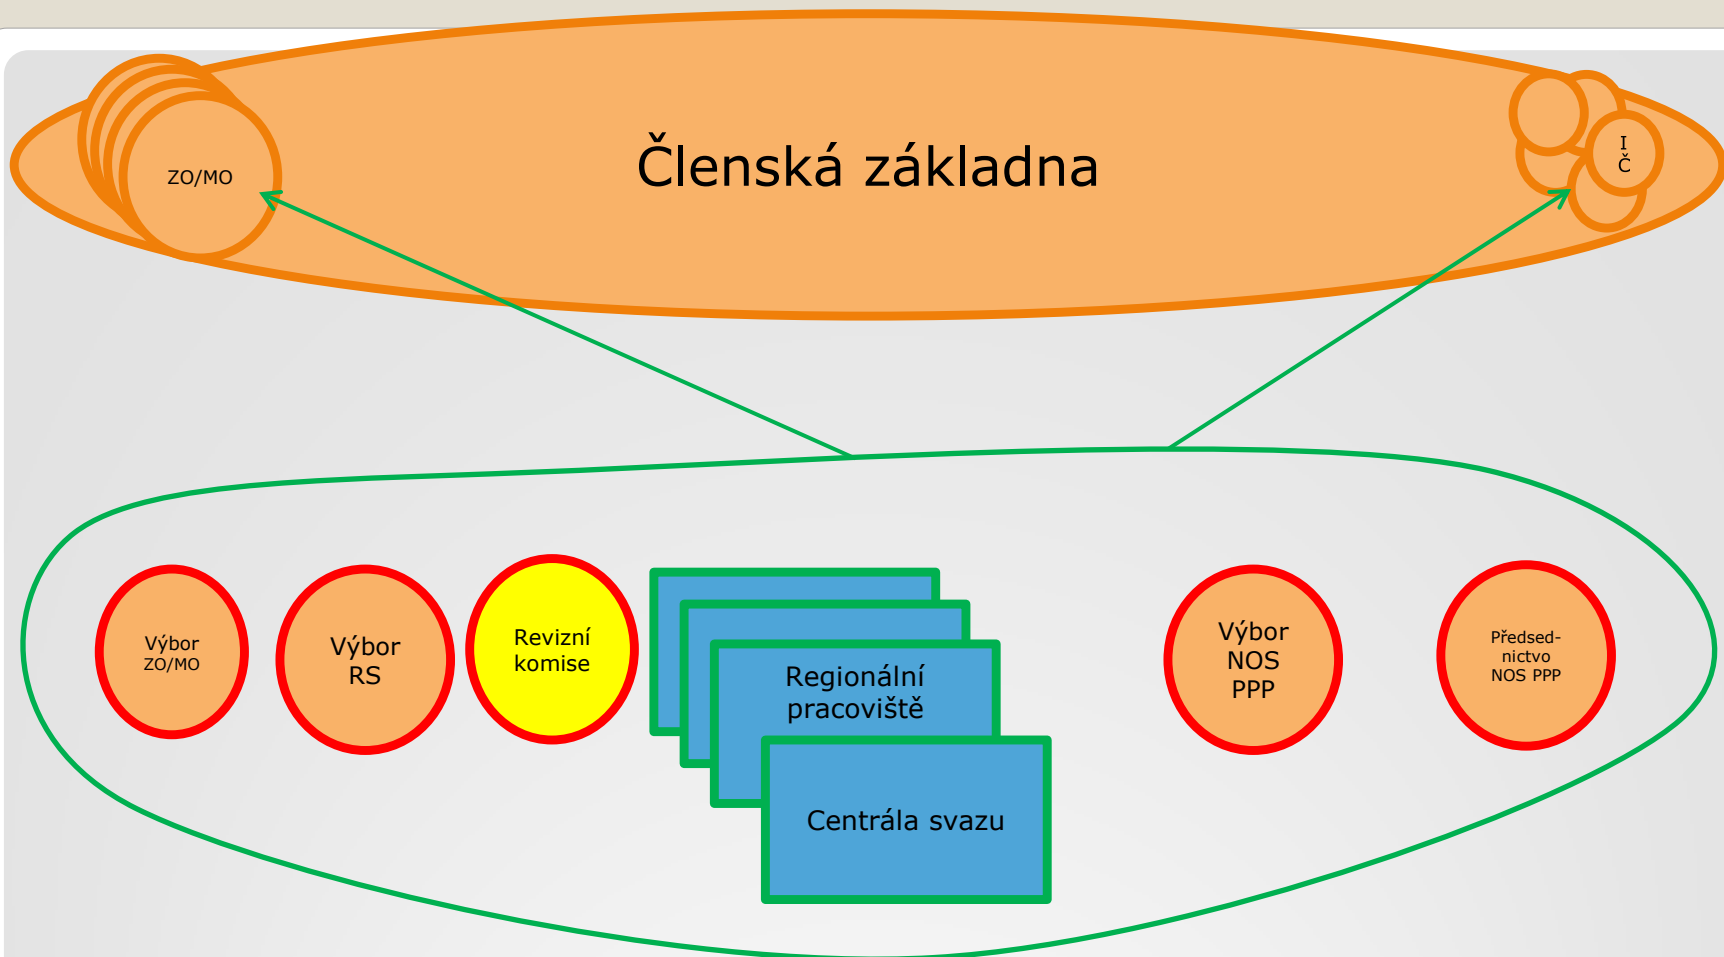 Členská základna
ZO/MO
I
Č
Výbor
ZO/MO
Výbor
RS
Revizní
komise
Regionální
pracoviště
Centrála svazu
Výbor
NOS
PPP
Předsed-
nictvo
NOS PPP